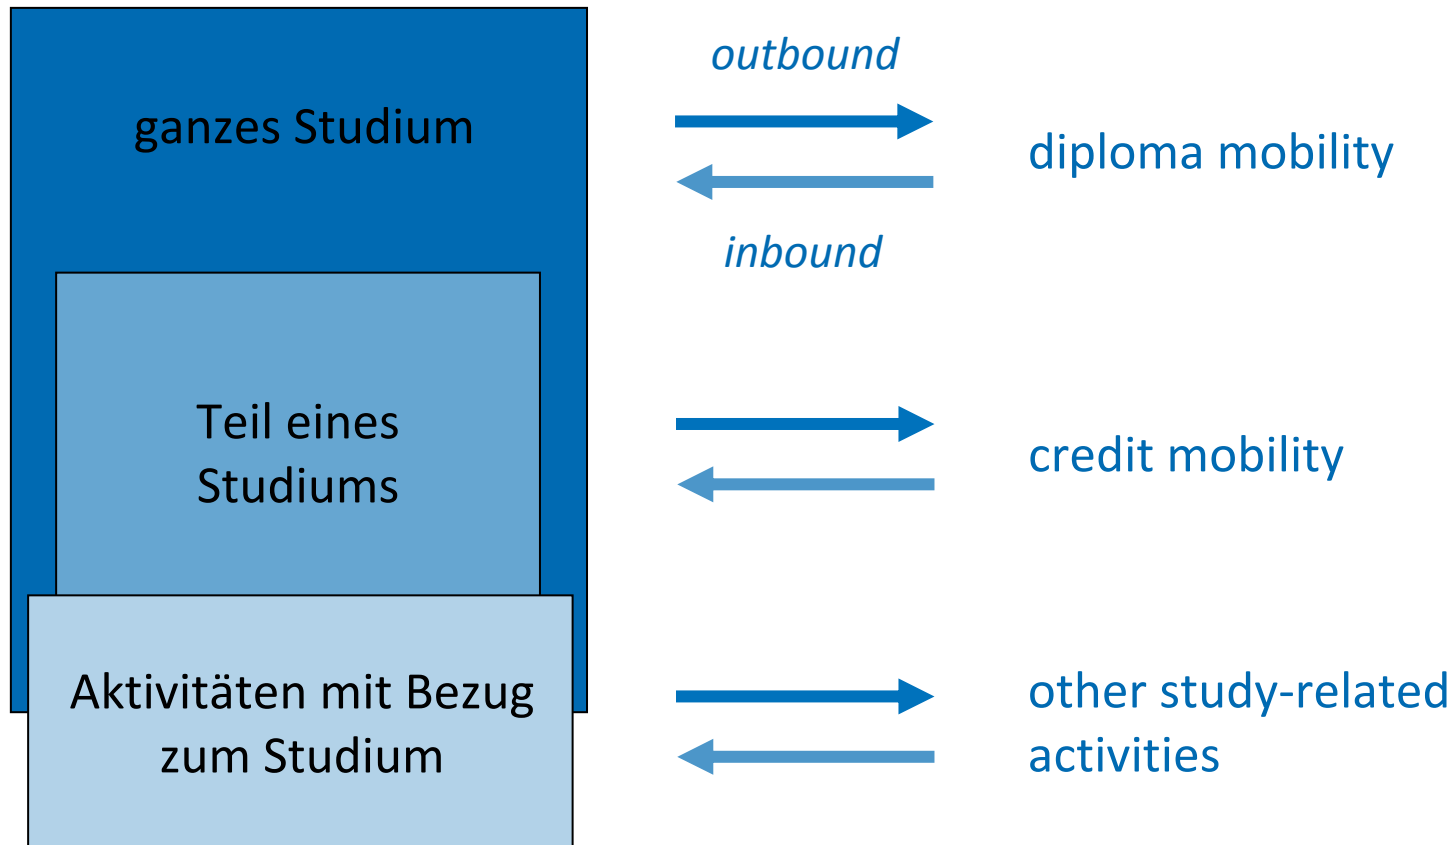 ganzes Studium
outbound
inbound
diploma mobility
Teil eines
Studiums
credit mobility
Aktivitäten mit Bezug
zum Studium
other study-related
activities